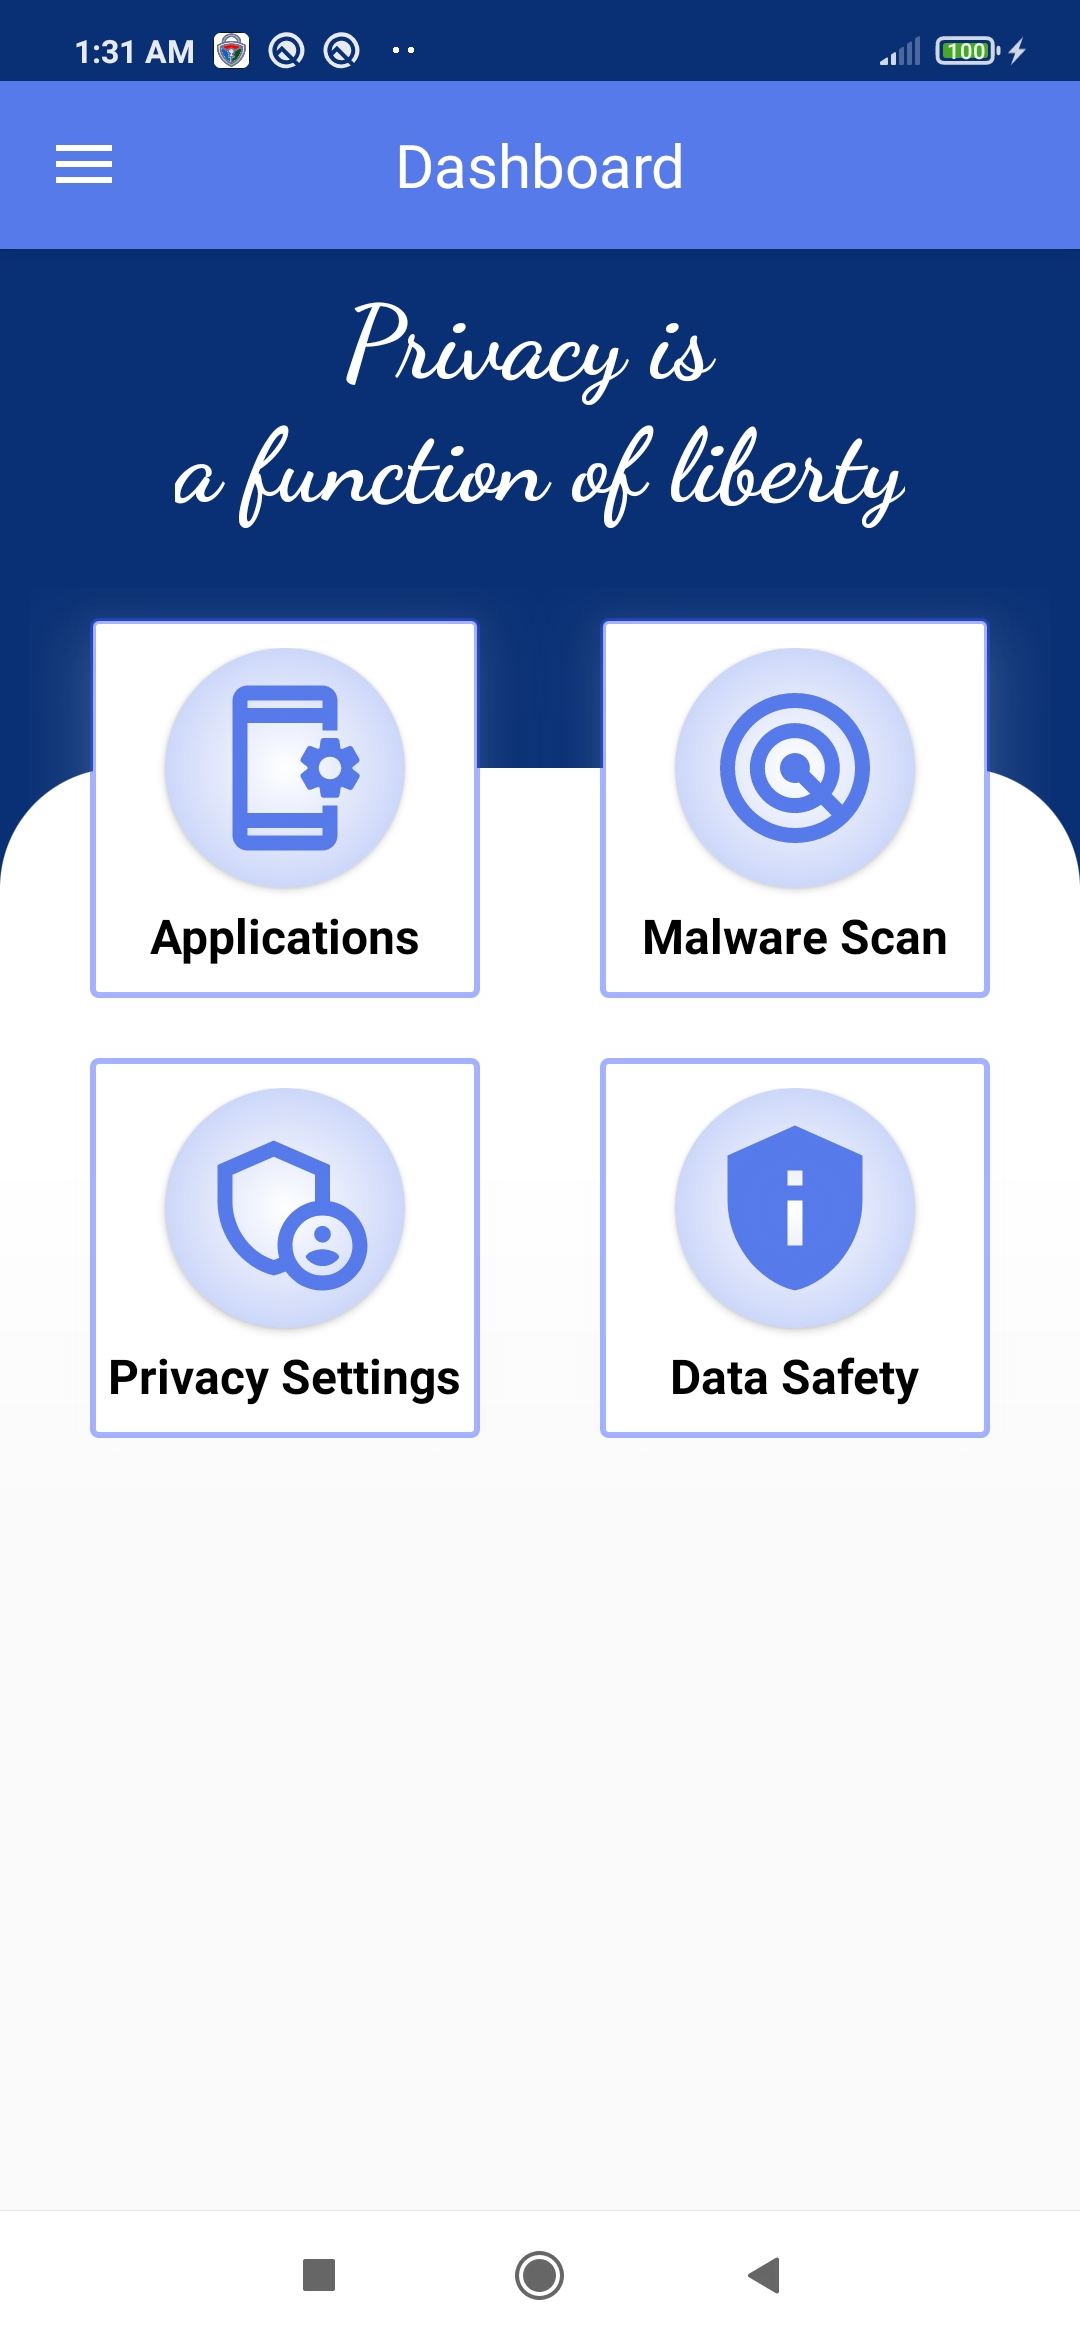 1:31 AM
100
Dashboard
Privacy is
a function of liberty
Applications
Malware Scan
Privacy Settings
Data Safety